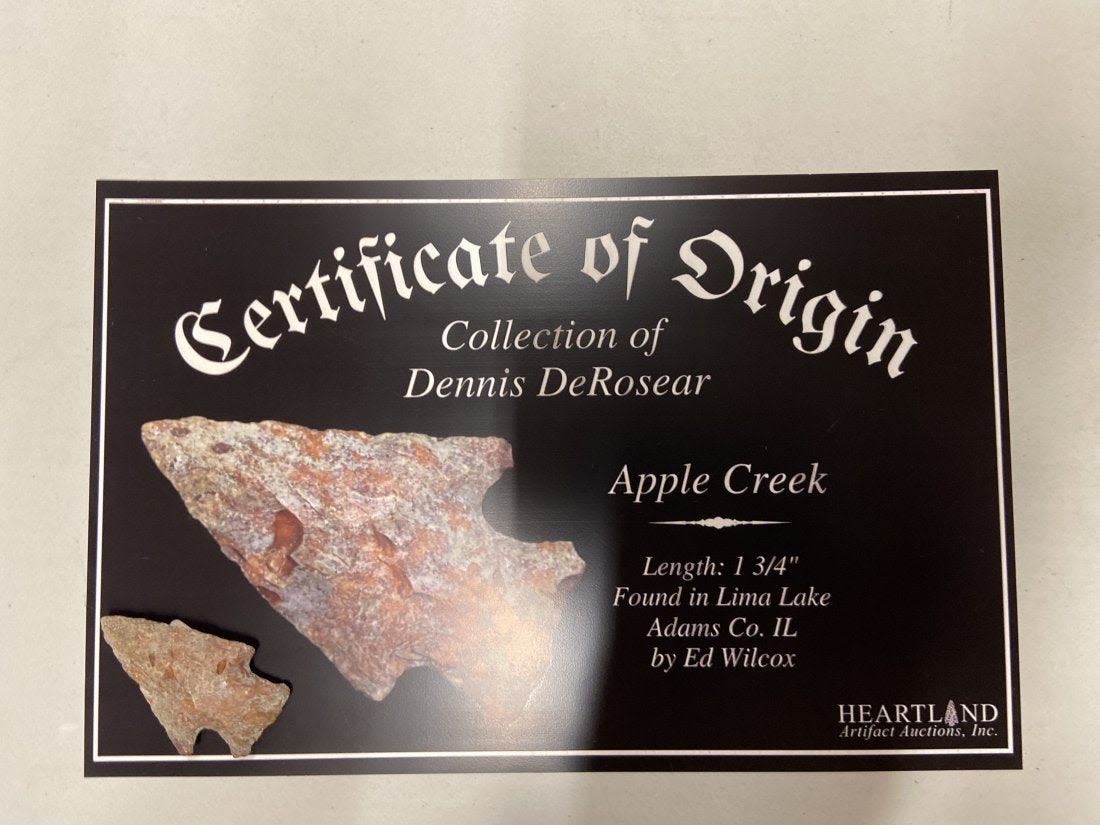 Certificate of Origin
Collection of
Dennis DeRosear
Apple Creek
Length: 1 3/4"
Found in Lima Lake
Adams Co. IL
by Ed Wilcox
HEARTLAND
Artifact Auctions, Inc.